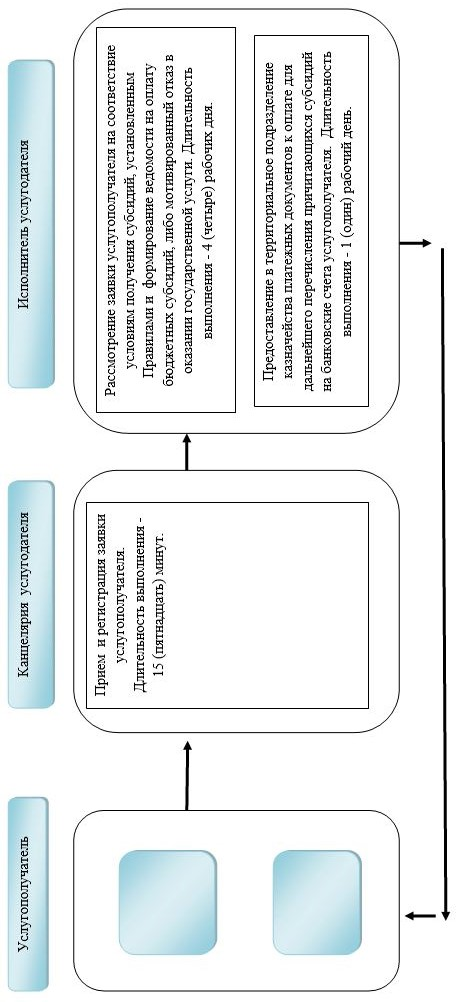 Услугополучатель
Канцелярия услугодателя
Исполнитель услугодателя
Прием и регистрация заявки
услугополучателя.
Длительность выполнения -
15 (пятнадцать) минут.
Рассмотрение заявки услугополучателя на соответствие
условиям получения субсидий, установленным
Правилами и формирование ведомости на оплату
бюджетных субсидий, либо мотивированный отказ в
оказании государственной услуги. Длительность
выполнения - 4 (четыре) рабочих дня.
Предоставление в территориальное подразделение
казначейства платежных документов к оплате для
дальнейшего перечисления причитающихся субсидий
на банковские счета услугополучателя. Длительность
выполнения - 1 (один) рабочий день.